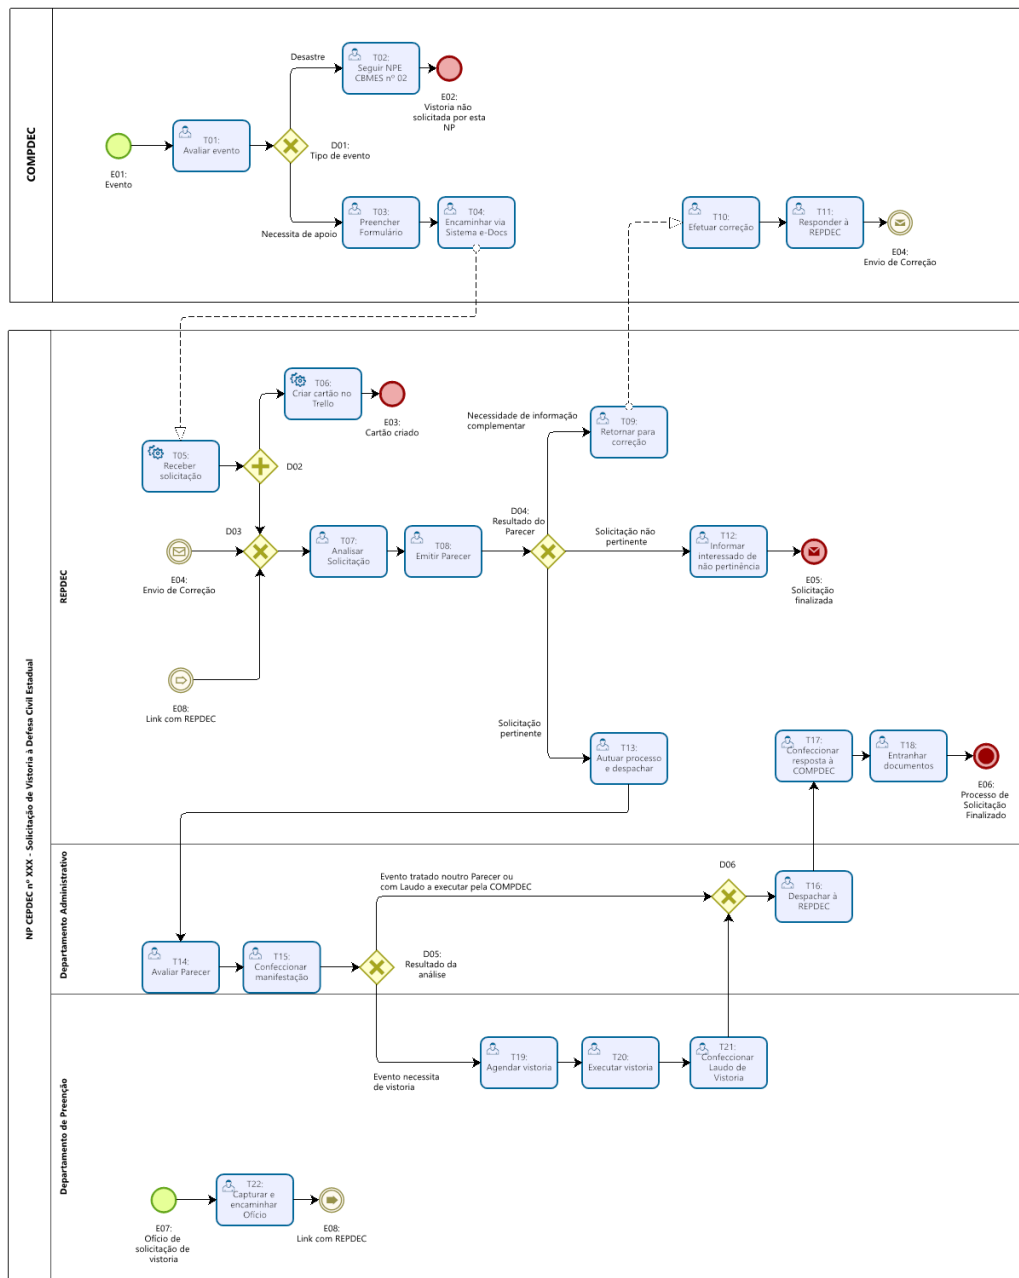 COMPDEC
Desastre
T02:
Seguir NPE
CBMES nº 02
E02:
Vistoria não
solicitada por esta
NP
T01:
Avaliar evento
E01:
Evento
D01:
Tipo de evento
Necessita de apoio
T03:
Preencher
Formulário
T04:
Encaminhar via
Sistema e-Docs
T10:
Efetuar correção
T11:
Responder à
REPDEC
E04:
Envio de Correção
NP CEPDEC nº XXX - Solicitação de Vistoria à Defesa Civil Estadual
REPDEC
T06:
Criar cartão no
Trello
E03:
Cartão criado
T05:
Receber
solicitação
D02
Necessidade de informação
complementar
T09:
Retornar para
correção
D03
E04:
Envio de Correção
T07:
Analisar
Solicitação
T08:
Emitir Parecer
D04:
Resultado do
Parecer
Solicitação não
pertinente
T12:
Informar
interessado de
não pertinência
E05:
Solicitação
finalizada
E08:
Link com REPDEC
Solicitação
pertinente
T13:
Autuar processo
e despachar
T17:
Confeccionar
resposta à
COMPDEC
T18:
Entranhar
documentos
E06:
Processo de
Solicitação
Finalizado
Departamento Administrativo
Evento tratado noutro Parecer ou
com Laudo a executar pela COMPDEC
D06
T16:
Despachar à
REPDEC
T14:
Avaliar Parecer
T15:
Confeccionar
manifestação
D05:
Resultado da
análise
Departamento de Preenção
Evento necessita
de vistoria
T19:
Agendar vistoria
T20:
Executar vistoria
T21:
Confeccionar
Laudo de
Vistoria
E07:
Ofício de
solicitação de
vistoria
T22:
Capturar e
encaminhar
Ofício
E08:
Link com REPDEC